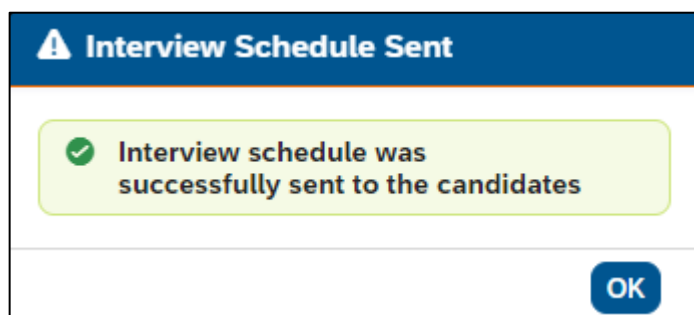 Interview Schedule Sent
Interview schedule was
successfully sent to the candidates
OK